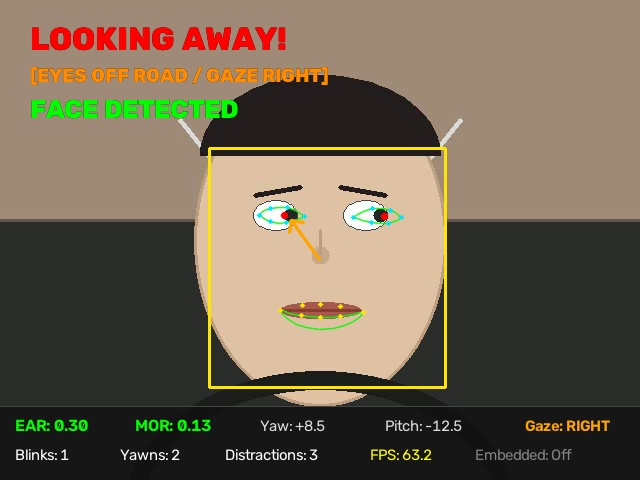 LOOKING AWAY!
[EYES OFF ROAD / GAZE RIGHT]
FACE DETECTED
EAR: 0.30 MOR: 0.13 Yaw: +8.5 Pitch: -12.5 Gaze: RIGHT
Blinks: 1 Yawns: 2 Distractions: 3 FPS: 63.2 Embedded: Off